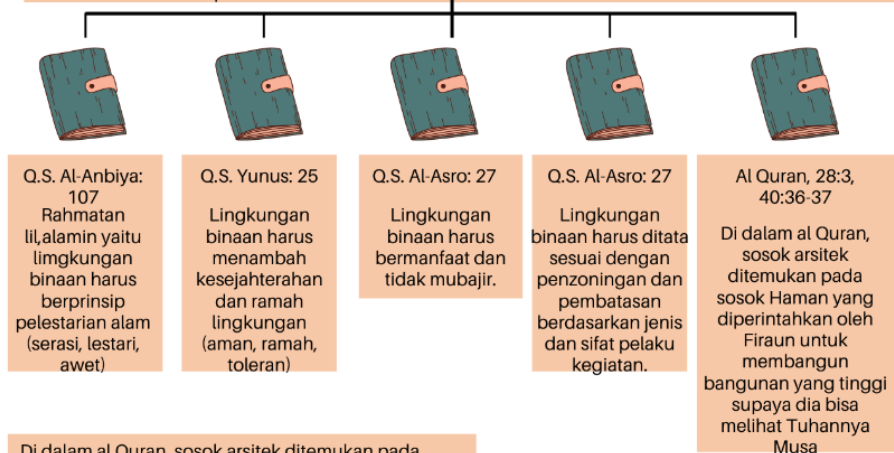 Q.S. Al-Anbiya:
107
Rahmatan
lil,alamin yaitu
limgkungan
binaan harus
berprinsip
pelestarian alam
(serasi, lestari,
awet)
Q.S. Yunus: 25
Lingkungan
binaan harus
menambah
kesejahterahan
dan ramah
lingkungan
(aman, ramah,
toleran)
Q.S. Al-Asro: 27
Lingkungan
binaan harus
bermanfaat dan
tidak mubajir.
Q.S. Al-Asro: 27
Lingkungan
binaan harus ditata
sesuai dengan
penzoningan dan
pembatasan
berdasarkan jenis
dan sifat pelaku
kegiatan.
Al Quran, 28:3,
40:36-37
Di dalam al Quran,
sosok arsitek
ditemukan pada
sosok Haman yang
diperintahkan oleh
Firaun untuk
membangun
bangunan yang tinggi
supaya dia bisa
melihat Tuhannya
Musa
Di dalam al Quran, sosok arsitek ditemukan pada